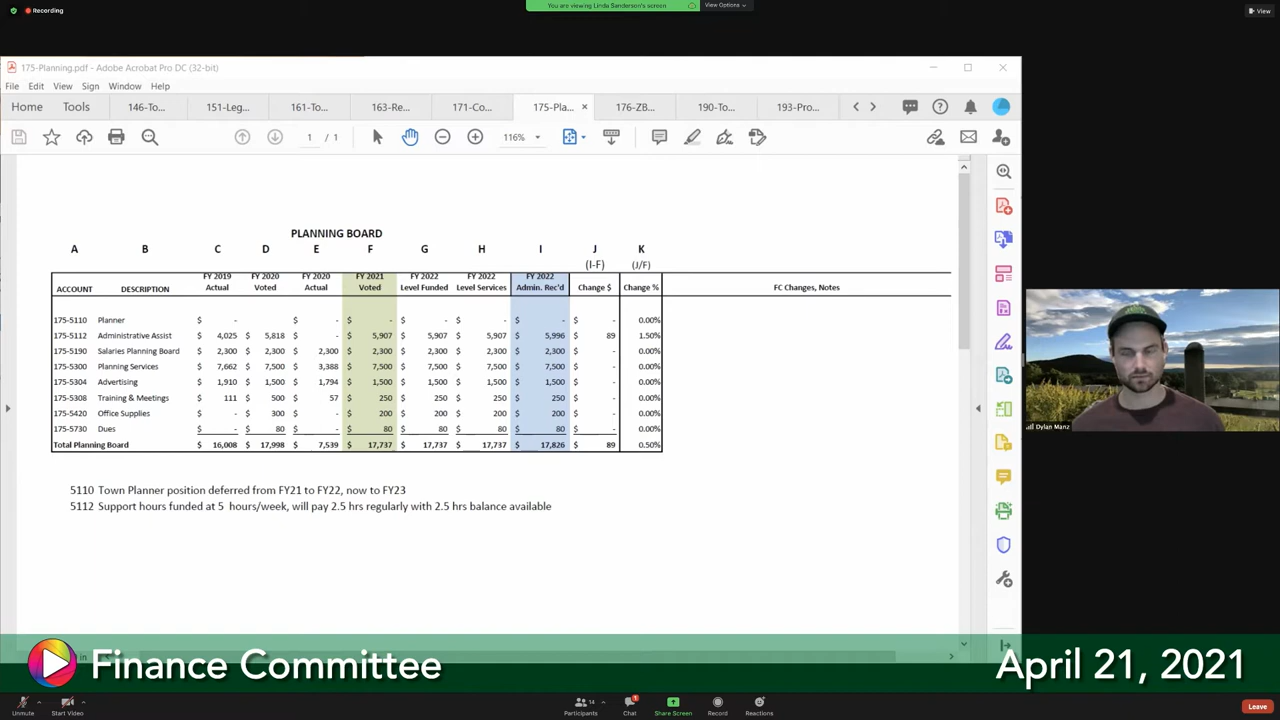 Recording
You are viewing Linda Sanderson's screen
View Options
View
175-Planning.pdf - Adobe Acrobat Pro DC (32-bit)
File Edit View Sign Window Help
Home Tools 146-To... 151-Leg... 161-To... 163-Re... 171-Co... 175-Pla... × 176-ZB... 190-To... 193-Pro...
1 / 1 116%
PLANNING BOARD
A B C D E F G H I J K
(I-F) (J/F)
FY 2019 FY 2020 FY 2020 FY 2021 FY 2022 FY 2022 FY 2022
ACCOUNT DESCRIPTION Actual Voted Actual Voted Level Funded Level Services Admin. Rec'd Change $ Change % FC Changes, Notes
175-5110 Planner $ - $ - $ - $ - $ - $ - $ - $ - 0.00%
175-5112 Administrative Assist $ 4,025 $ 5,818 $ - $ 5,907 $ 5,907 $ 5,907 $ 5,996 $ 89 1.50%
175-5190 Salaries Planning Board $ 2,300 $ 2,300 $ 2,300 $ 2,300 $ 2,300 $ 2,300 $ 2,300 $ - 0.00%
175-5300 Planning Services $ 7,662 $ 7,500 $ 3,388 $ 7,500 $ 7,500 $ 7,500 $ 7,500 $ - 0.00%
175-5304 Advertising $ 1,910 $ 1,500 $ 1,794 $ 1,500 $ 1,500 $ 1,500 $ 1,500 $ - 0.00%
175-5308 Training & Meetings $ 111 $ 500 $ 57 $ 250 $ 250 $ 250 $ 250 $ - 0.00%
175-5420 Office Supplies $ - $ 300 $ - $ 200 $ 200 $ 200 $ 200 $ - 0.00%
175-5730 Dues $ - $ 80 $ - $ 80 $ 80 $ 80 $ 80 $ - 0.00%
Total Planning Board $ 16,008 $ 17,998 $ 7,539 $ 17,737 $ 17,737 $ 17,737 $ 17,826 $ 89 0.50%
5110 Town Planner position deferred from FY21 to FY22, now to FY23
5112 Support hours funded at 5 hours/week, will pay 2.5 hrs regularly with 2.5 hrs balance available
Dylan Manz
Finance Committee
April 21, 2021
Unmute Start Video Participants 14 Chat 1 Share Screen Record Reactions Leave